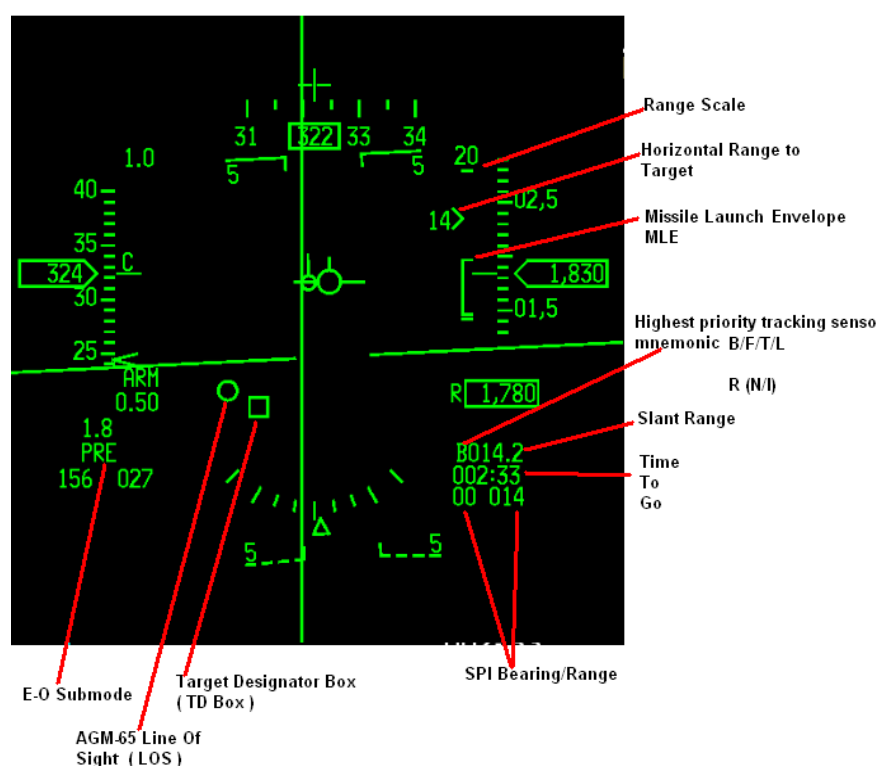 31 322 33 34
1.0
5 5
20
40
02,5
14
35
C
324
1,830
30
01,5
25
ARM
0.50
R 1,780
1.8
PRE
156 027
B014.2
002:33
00 014
5 5
Range Scale
Horizontal Range to
Target
Missile Launch Envelope
MLE
Highest priority tracking senso
mnemonic B/F/T/L
R (N/I)
Slant Range
Time
To
Go
SPI Bearing/Range
Target Designator Box
( TD Box )
E-O Submode
AGM-65 Line Of
Sight ( LOS )